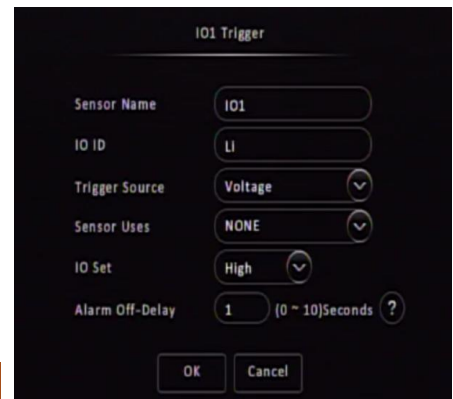 IO1 Trigger
Sensor Name IO1
IO ID Li
Trigger Source Voltage
Sensor Uses NONE
IO Set High
Alarm Off-Delay 1 (0 ~ 10)Seconds ?
OK Cancel